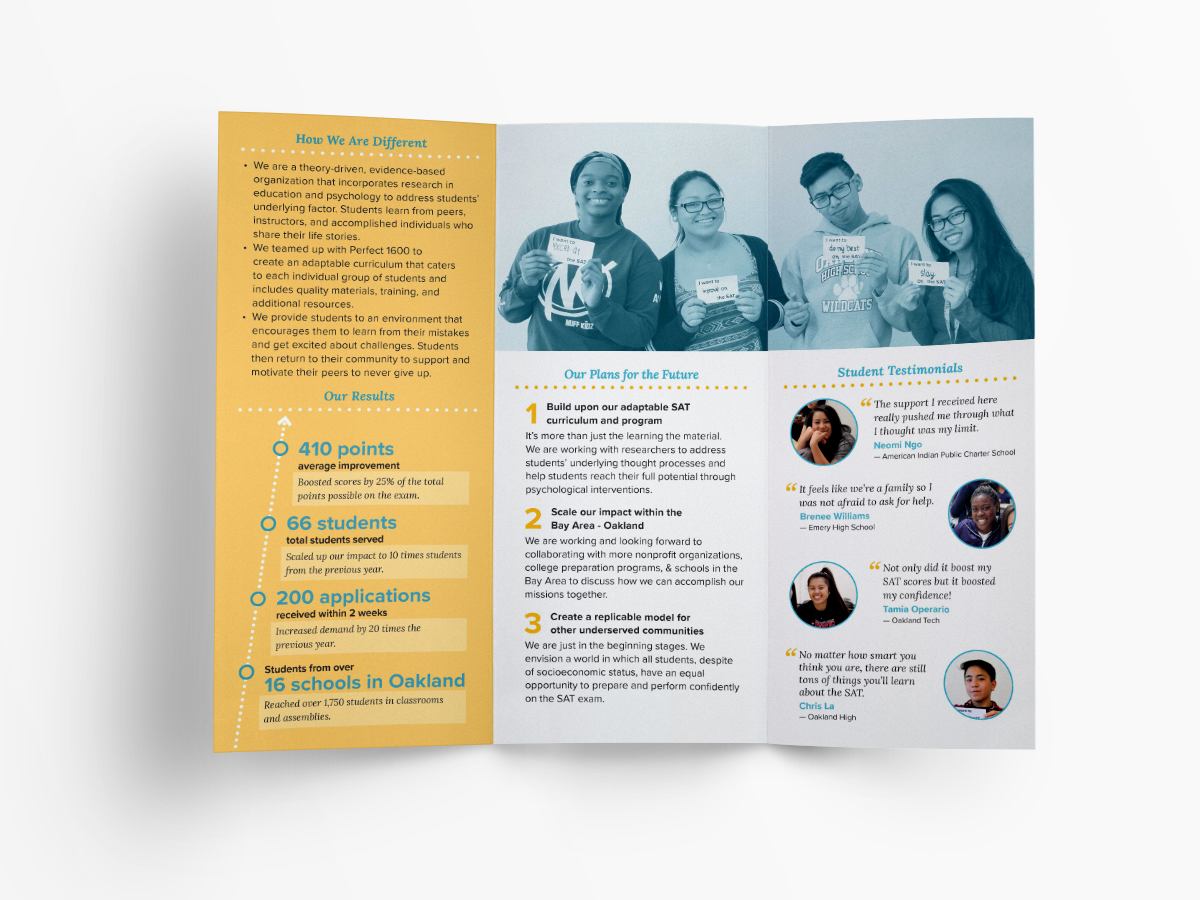 How We Are Different
• We are a theory-driven, evidence-based
organization that incorporates research in
education and psychology to address students'
underlying factor. Students learn from peers,
instructors, and accomplished individuals who
share their life stories.
• We teamed up with Perfect 1600 to
create an adaptable curriculum that caters
to each individual group of students and
includes quality materials, training, and
additional resources.
• We provide students to an environment that
encourages them to learn from their mistakes
and get excited about challenges. Students
then return to their community to support and
motivate their peers to never give up.
Our Results
410 points
average improvement
Boosted scores by 25% of the total
points possible on the exam.
66 students
total students served
Scaled up our impact to 10 times students
from the previous year.
200 applications
received within 2 weeks
Increased demand by 20 times the
previous year.
Students from over
16 schools in Oakland
Reached over 1,750 students in classrooms
and assemblies.
I want to
excel at
the SAT
NUFF KIDZ
I want to
improve on
the SAT
I want to
do my best
on the SAT
HIGH SCHOOL
WILDCATS
I want to
slay
the SAT
Our Plans for the Future
1 Build upon our adaptable SAT
curriculum and program
It's more than just the learning the material.
We are working with researchers to address
students' underlying thought processes and
help students reach their full potential through
psychological interventions.
2 Scale our impact within the
Bay Area - Oakland
We are working and looking forward to
collaborating with more nonprofit organizations,
college preparation programs, & schools in the
Bay Area to discuss how we can accomplish our
missions together.
3 Create a replicable model for
other underserved communities
We are just in the beginning stages. We
envision a world in which all students, despite
of socioeconomic status, have an equal
opportunity to prepare and perform confidently
on the SAT exam.
Student Testimonials
“ The support I received here
really pushed me through what
I thought was my limit.
Neomi Ngo
— American Indian Public Charter School
“ It feels like we're a family so I
was not afraid to ask for help.
Brenee Williams
— Emery High School
“ Not only did it boost my
SAT scores but it boosted
my confidence!
Tamia Operario
— Oakland Tech
“ No matter how smart you
think you are, there are still
tons of things you'll learn
about the SAT.
Chris La
— Oakland High